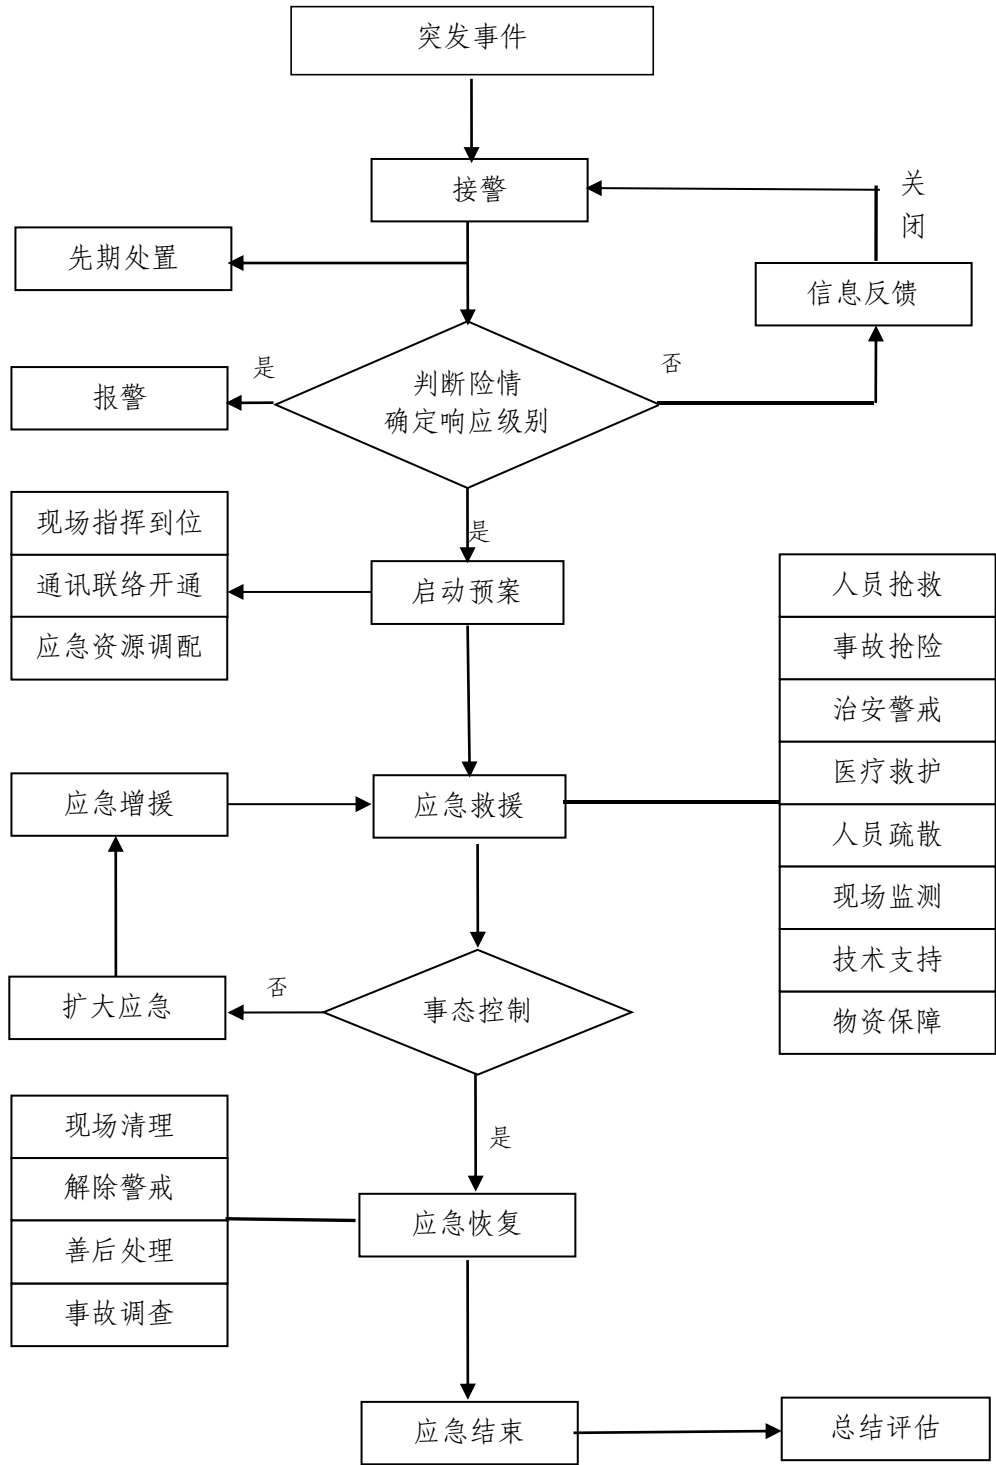 突发事件
接警
关
闭
先期处置
信息反馈
是
否
报警
判断险情
确定响应级别
现场指挥到位
是
通讯联络开通
启动预案
应急资源调配
人员抢救
事故抢险
治安警戒
医疗救护
应急增援
应急救援
人员疏散
现场监测
技术支持
物资保障
否
扩大应急
事态控制
现场清理
是
解除警戒
应急恢复
善后处理
事故调查
应急结束
总结评估